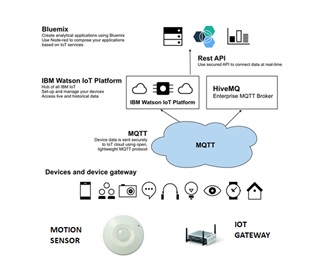 Bluemix
Create analytical applications using Bluemix
Use Node-red to compose your applications
based on IoT services
Rest API
Use secured API to connect data at real-time
IBM Watson IoT Platform
Hub of all IBM IoT
Set-up and manage your devices
Access live and historical data
IBM Watson IoT Platform
HiveMQ
Enterprise MQTT Broker
MQTT
Device data is sent securely
to IoT cloud using open,
lightweight MQTT protocol
MQTT
Devices and device gateway
MOTION
SENSOR
IOT
GATEWAY